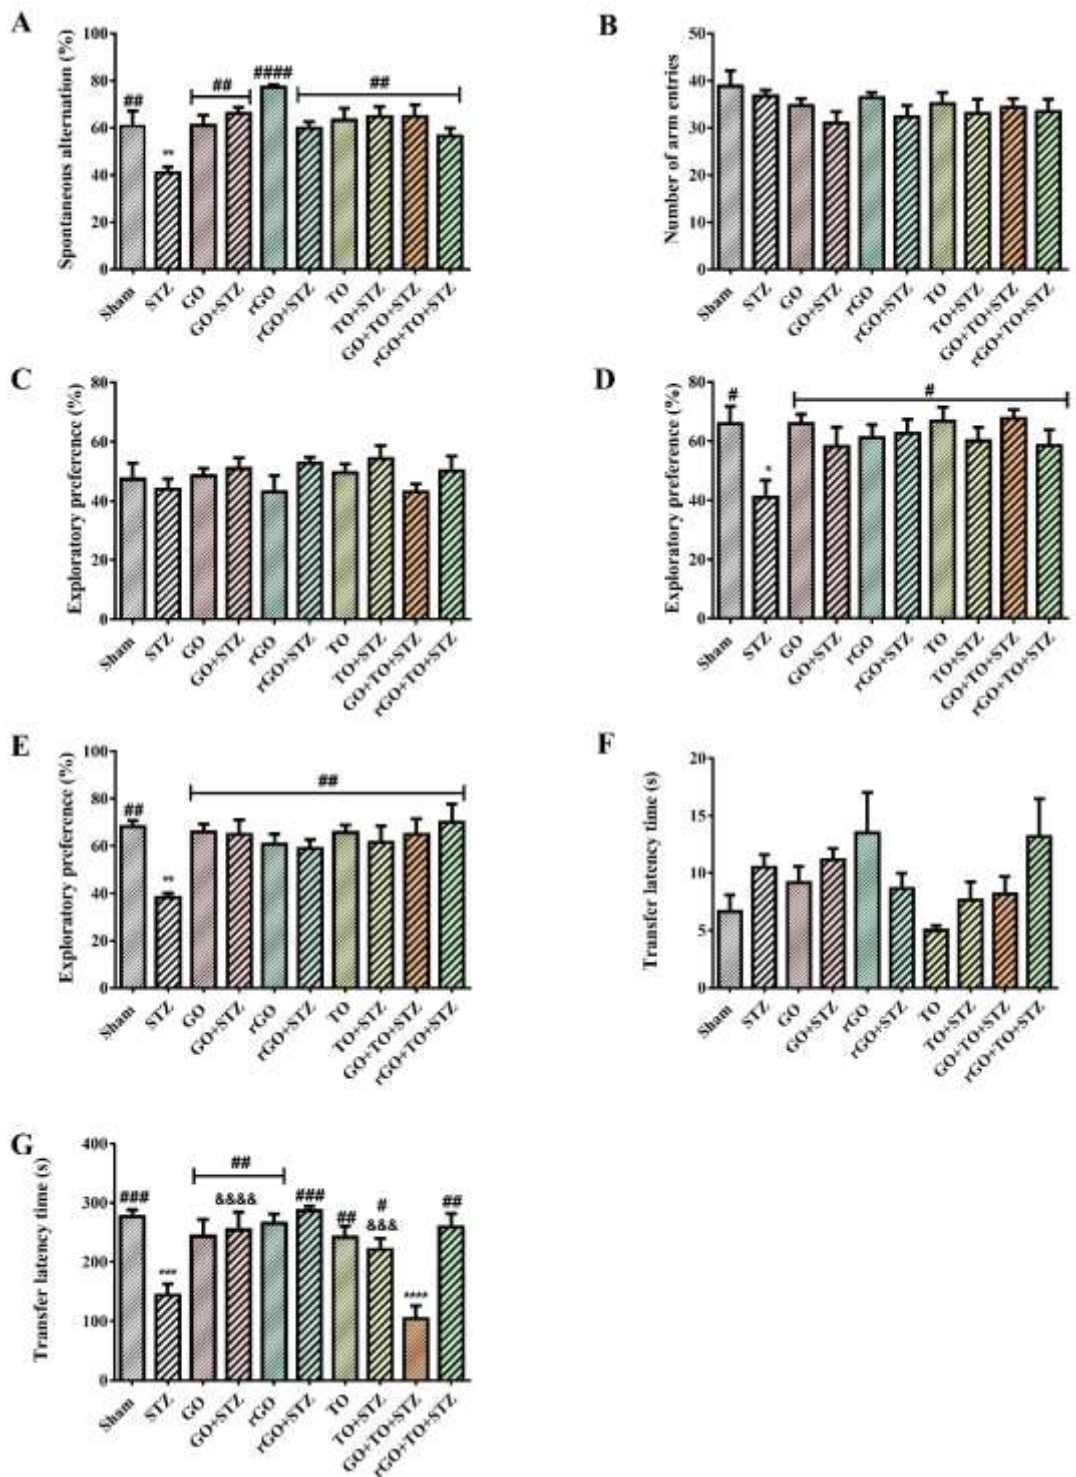 A
Spontaneous alternation (%)
100
80
60
40
20
0
##
**
##
####
##
Sham
STZ
GO
GO+STZ
rGO
rGO+STZ
TO
TO+STZ
GO+TO+STZ
rGO+TO+STZ
B
Number of arm entries
50
40
30
20
10
0
Sham
STZ
GO
GO+STZ
rGO
rGO+STZ
TO
TO+STZ
GO+TO+STZ
rGO+TO+STZ
C
Exploratory preference (%)
80
60
40
20
0
Sham
STZ
GO
GO+STZ
rGO
rGO+STZ
TO
TO+STZ
GO+TO+STZ
rGO+TO+STZ
D
Exploratory preference (%)
80
60
40
20
0
#
*
#
Sham
STZ
GO
GO+STZ
rGO
rGO+STZ
TO
TO+STZ
GO+TO+STZ
rGO+TO+STZ
E
Exploratory preference (%)
100
80
60
40
20
0
##
**
##
Sham
STZ
GO
GO+STZ
rGO
rGO+STZ
TO
TO+STZ
GO+TO+STZ
rGO+TO+STZ
F
Transfer latency time (s)
20
15
10
5
0
Sham
STZ
GO
GO+STZ
rGO
rGO+STZ
TO
TO+STZ
GO+TO+STZ
rGO+TO+STZ
G
Transfer latency time (s)
400
300
200
100
0
###
***
##
&&&&
###
##
#
&&&
****
##
Sham
STZ
GO
GO+STZ
rGO
rGO+STZ
TO
TO+STZ
GO+TO+STZ
rGO+TO+STZ